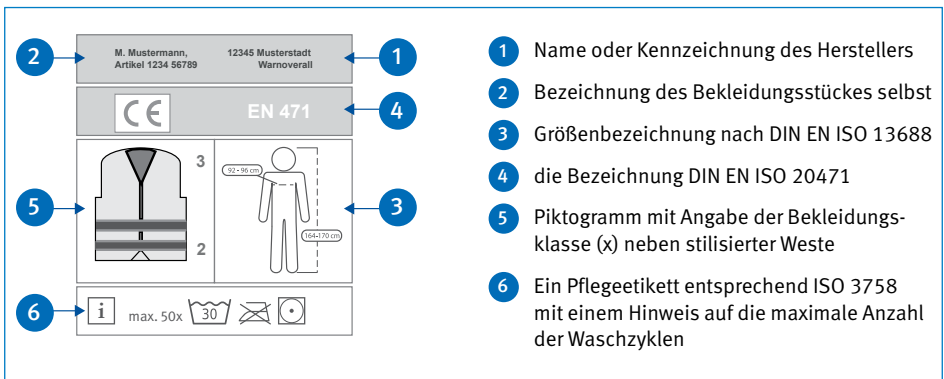 2
M. Mustermann, 12345 Musterstadt
Artikel 1234 56789 Warnoverall
1
CE EN 471
4
5
3
2
92 - 96 cm
164-170 cm
3
6
i max. 50x 30
1 Name oder Kennzeichnung des Herstellers
2 Bezeichnung des Bekleidungsstückes selbst
3 Größenbezeichnung nach DIN EN ISO 13688
4 die Bezeichnung DIN EN ISO 20471
5 Piktogramm mit Angabe der Bekleidungs-
klasse (x) neben stilisierter Weste
6 Ein Pflegeetikett entsprechend ISO 3758
mit einem Hinweis auf die maximale Anzahl
der Waschzyklen